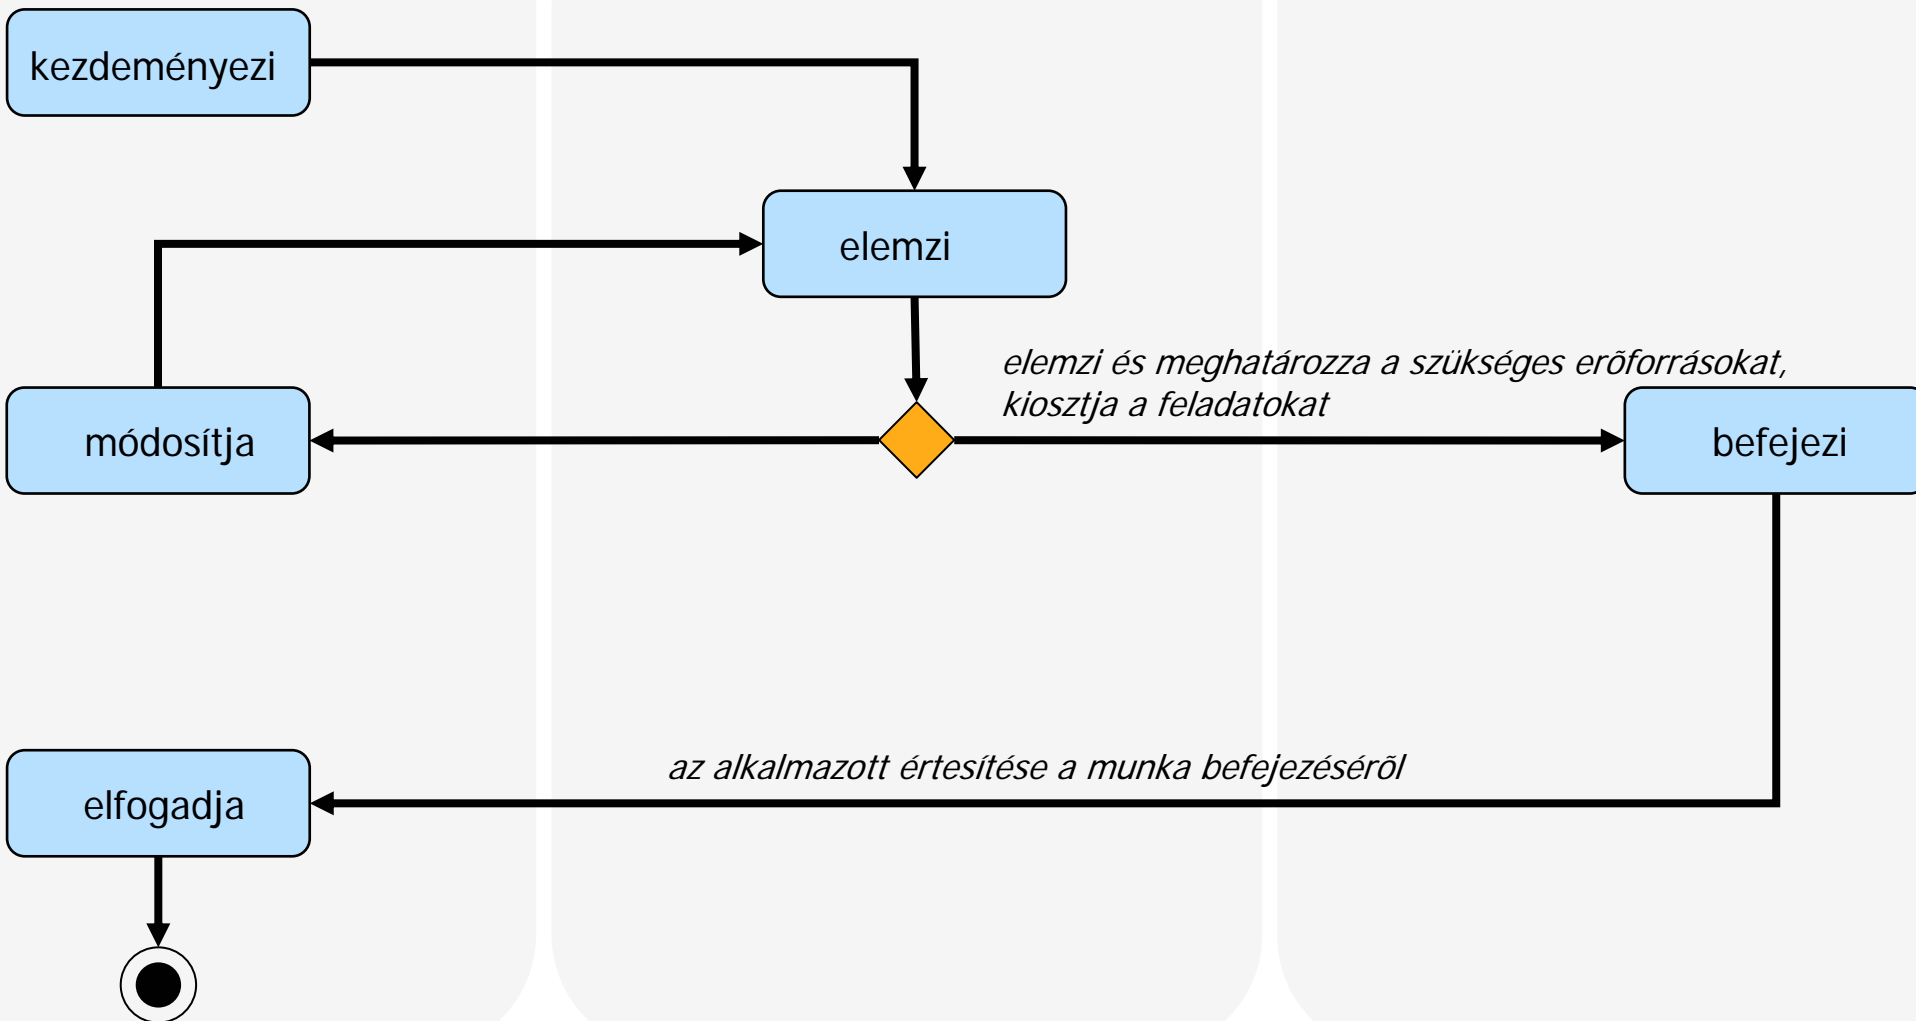 kezdeményezi
elemzi
elemzi és meghatározza a szükséges erõforrásokat,
kiosztja a feladatokat
módosítja
befejezi
az alkalmazott értesítése a munka befejezésérõl
elfogadja